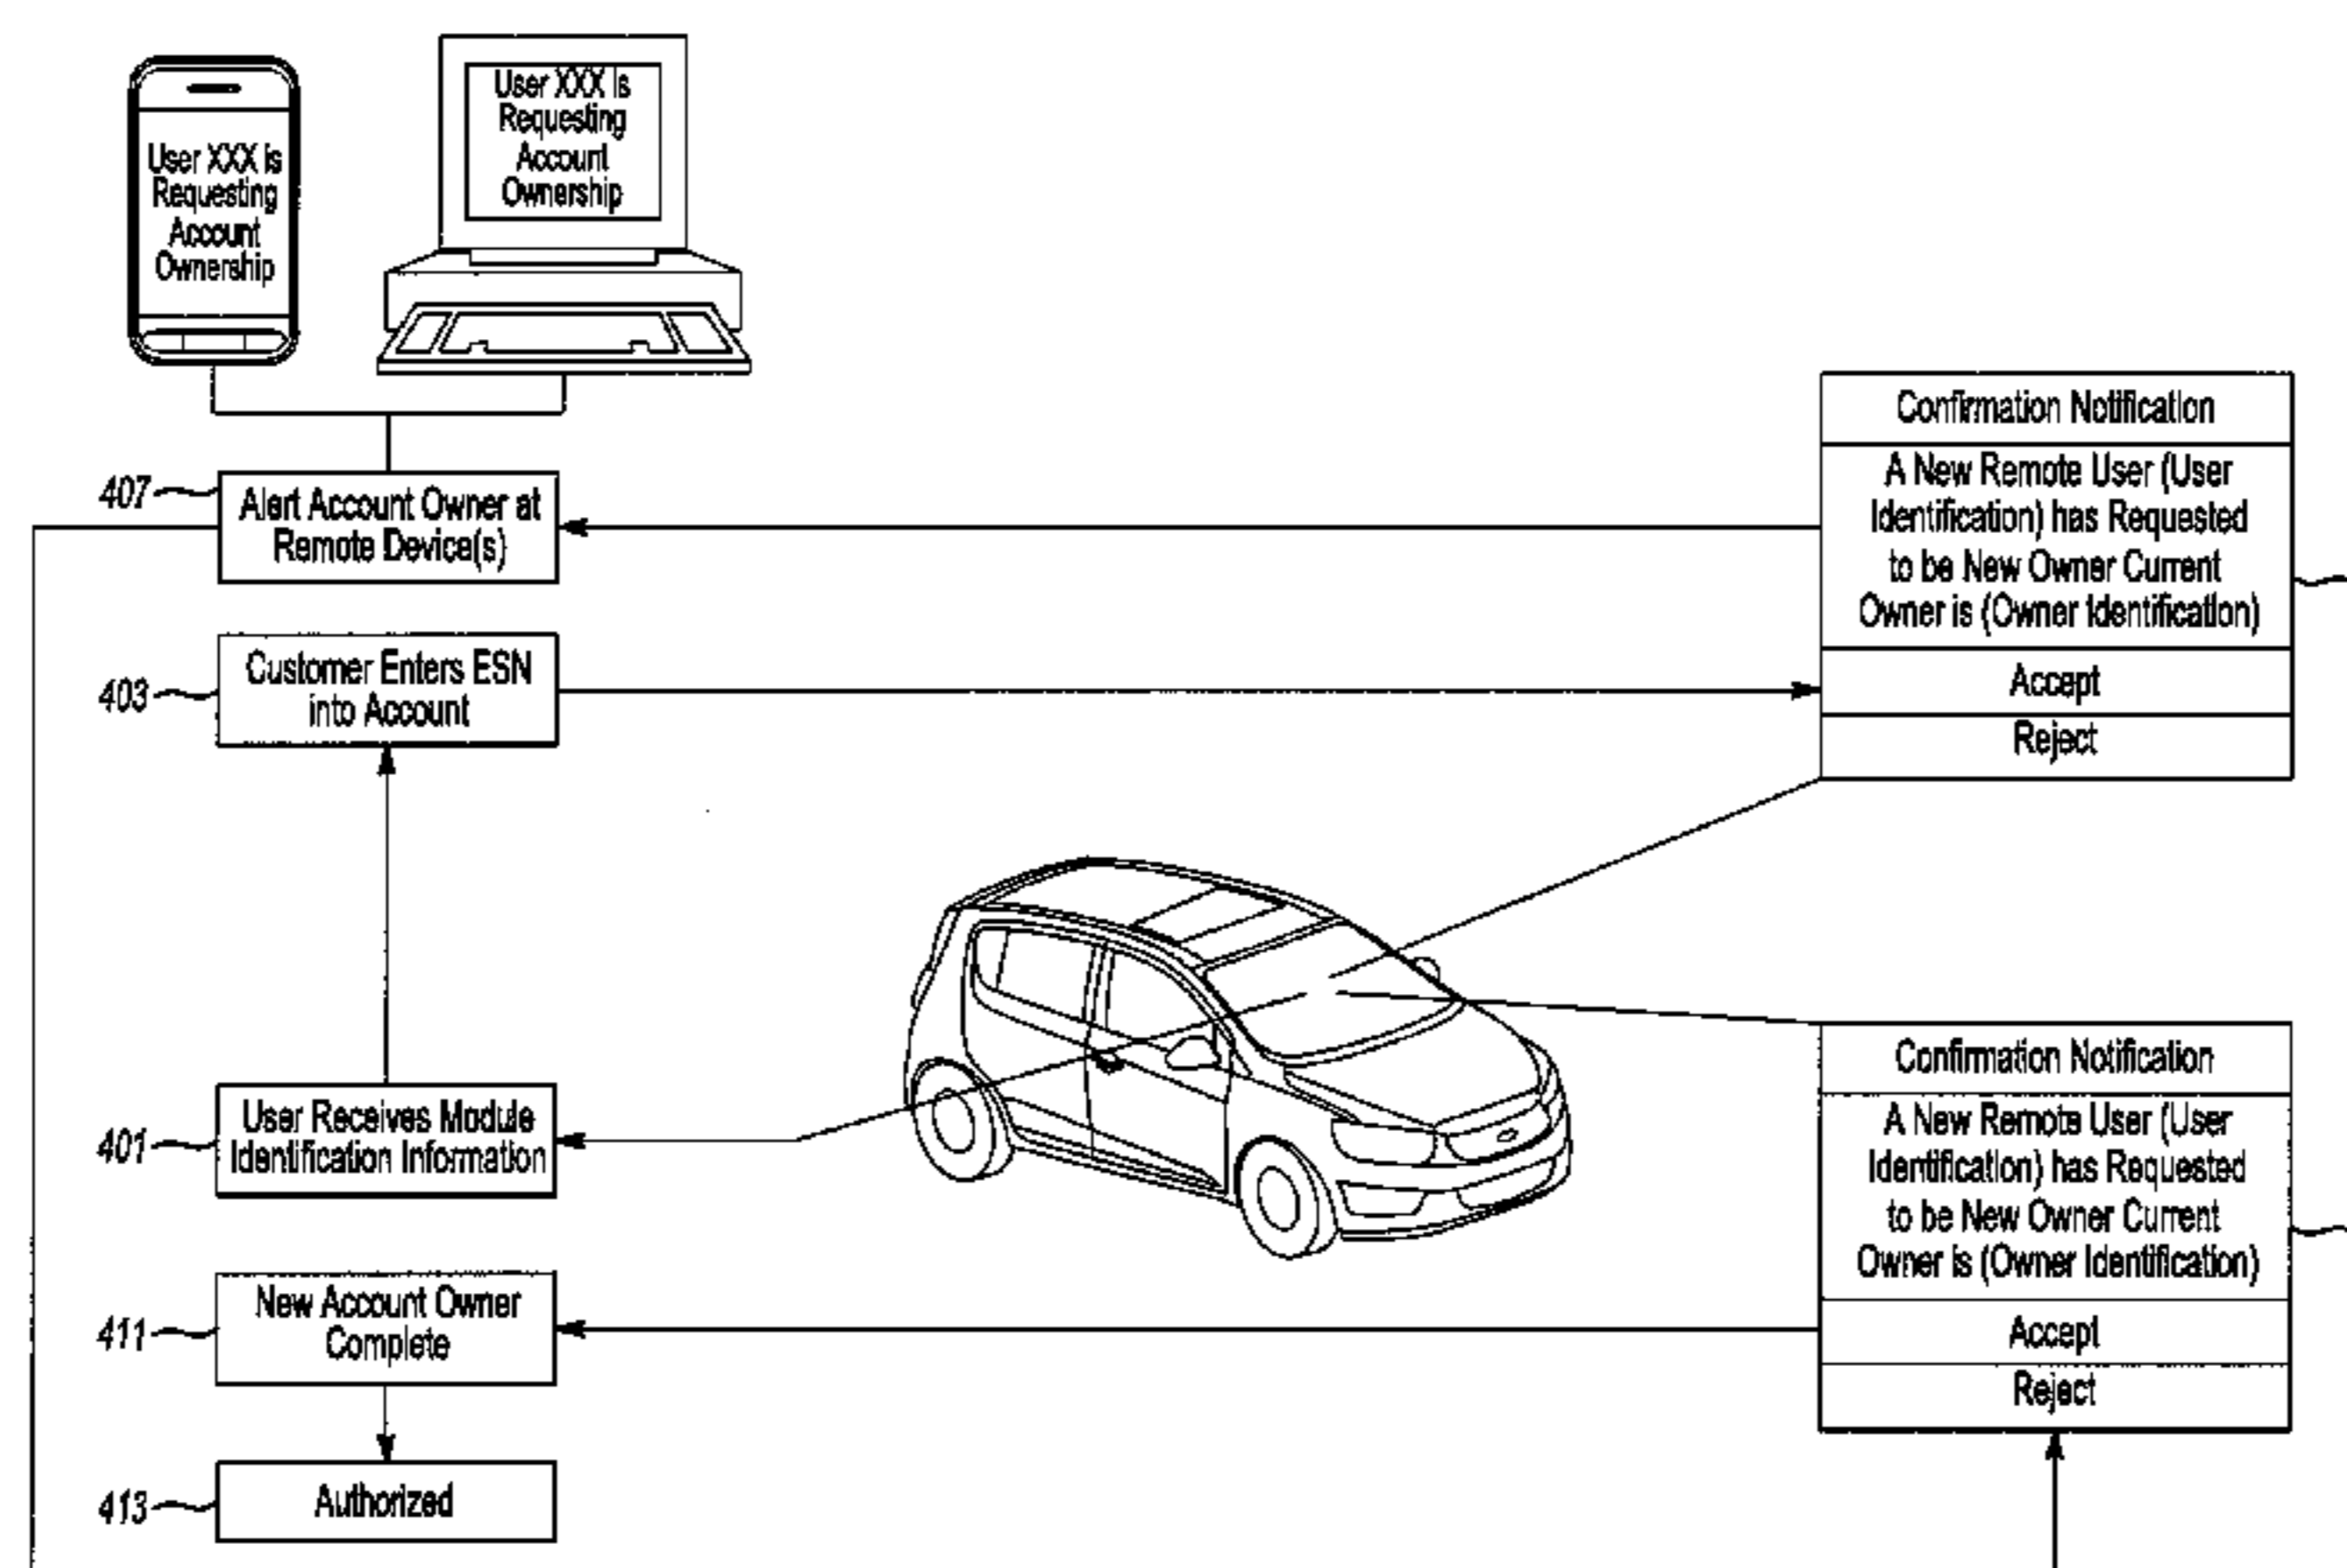 User XXX is
Requesting
Account
Ownership
User XXX is
Requesting
Account
Ownership
Confirmation Notification
A New Remote User (User
Identification) has Requested
to be New Owner Current
Owner is (Owner Identification)
Accept
Reject
407
Alert Account Owner at
Remote Device(s)
403
Customer Enters ESN
into Account
401
User Receives Module
Identification Information
Confirmation Notification
A New Remote User (User
Identification) has Requested
to be New Owner Current
Owner is (Owner Identification)
Accept
Reject
411
New Account Owner
Complete
413
Authorized